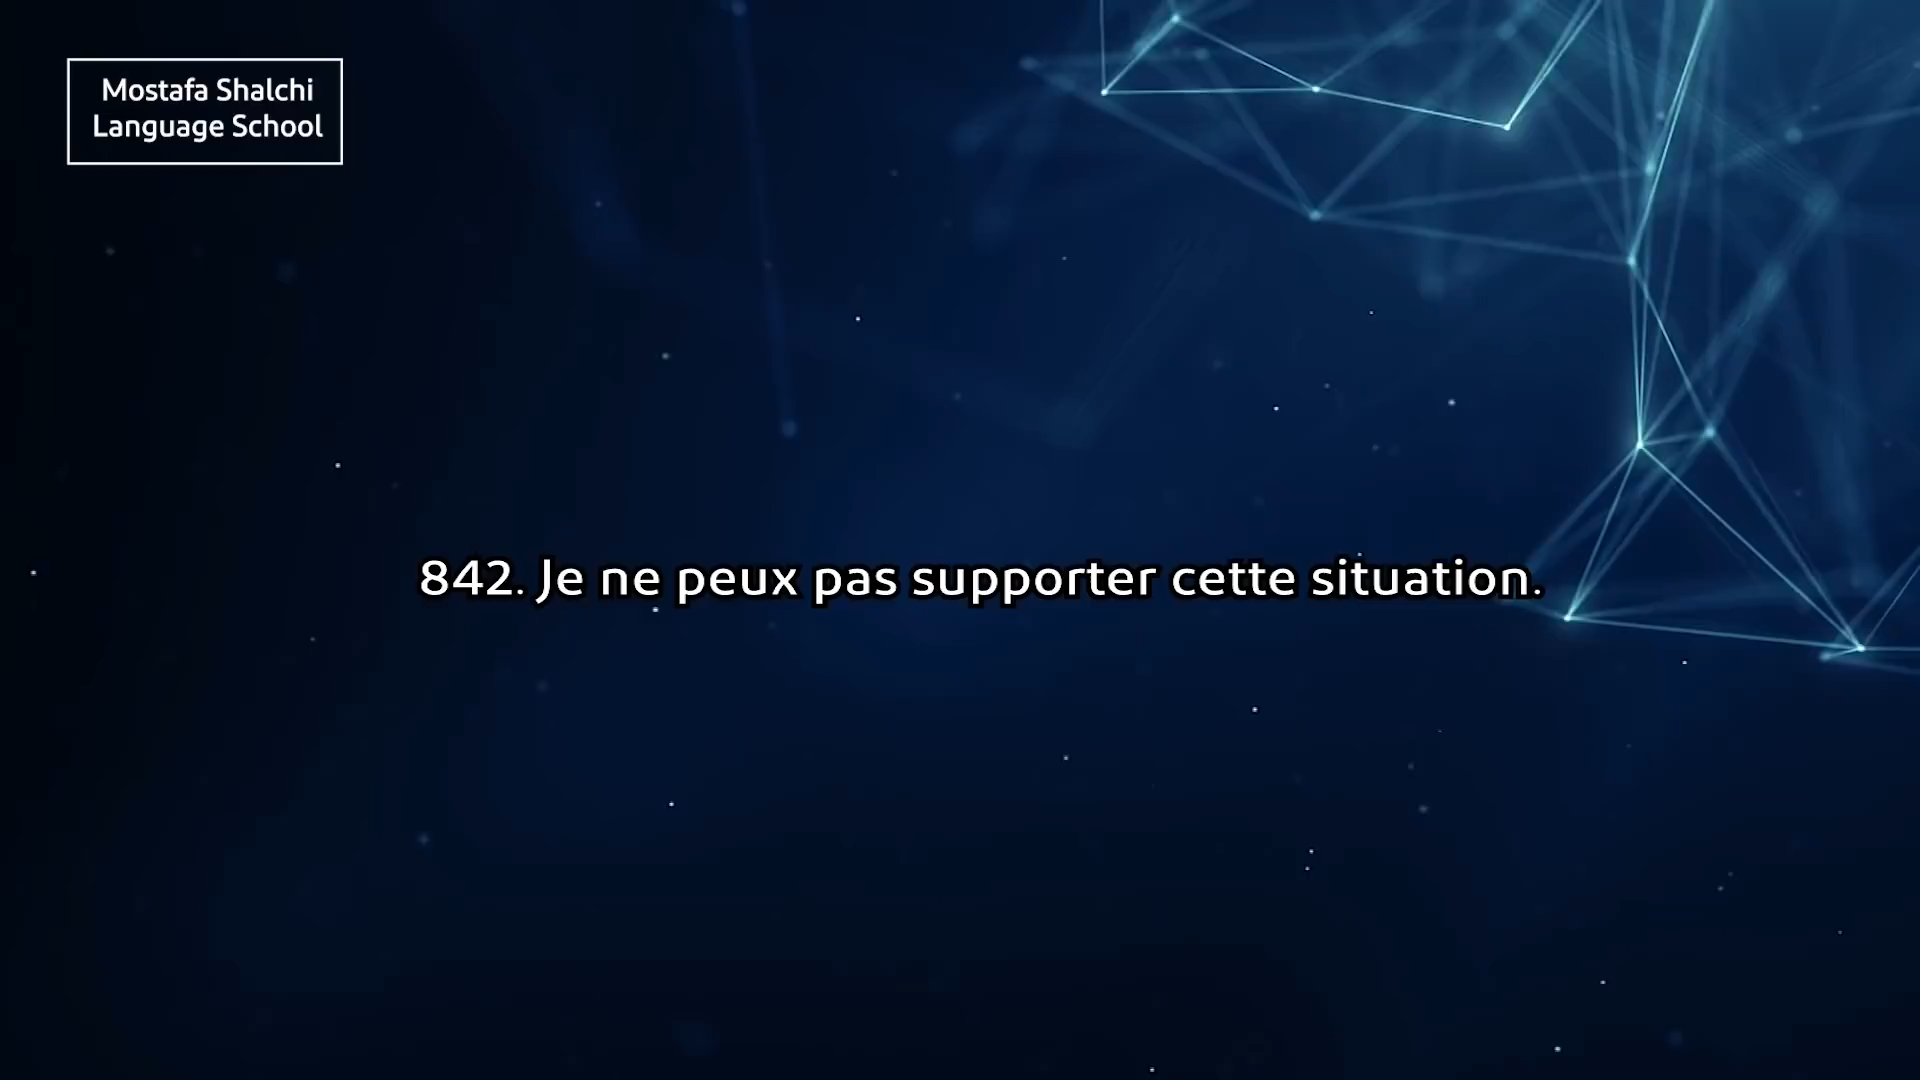 Mostafa Shalchi
Language School
842. Je ne peux pas supporter cette situation.